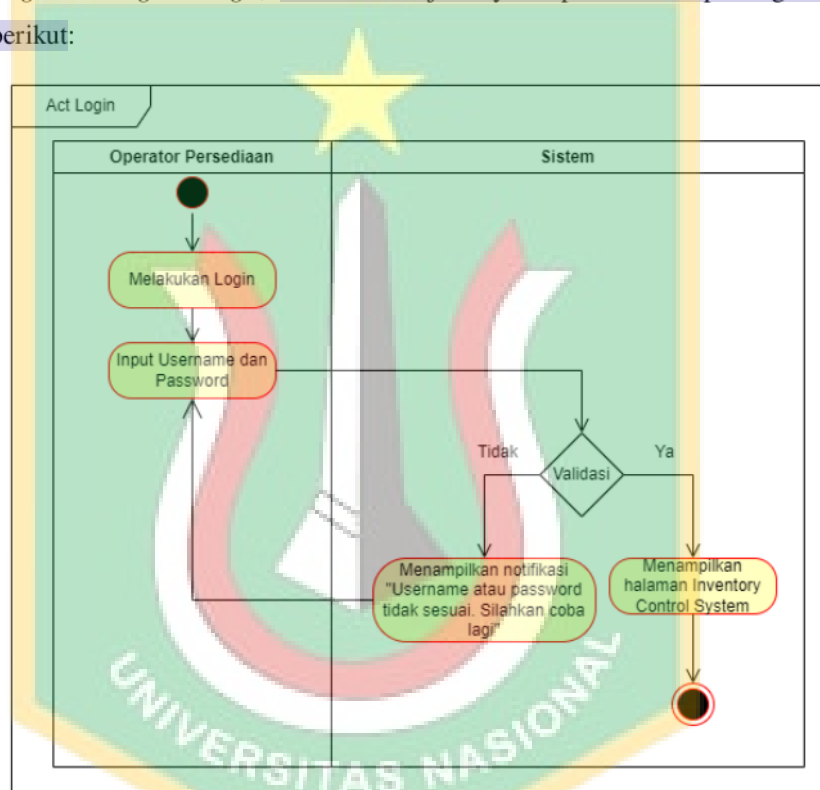 berikut:
Act Login
Operator Persediaan
Sistem
Melakukan Login
Input Username dan
Password
Tidak
Validasi
Ya
Menampilkan notifikasi
"Username atau password
tidak sesuai. Silahkan coba
lagi"
Menampilkan
halaman Inventory
Control System
UNIVERSITAS NASIONAL